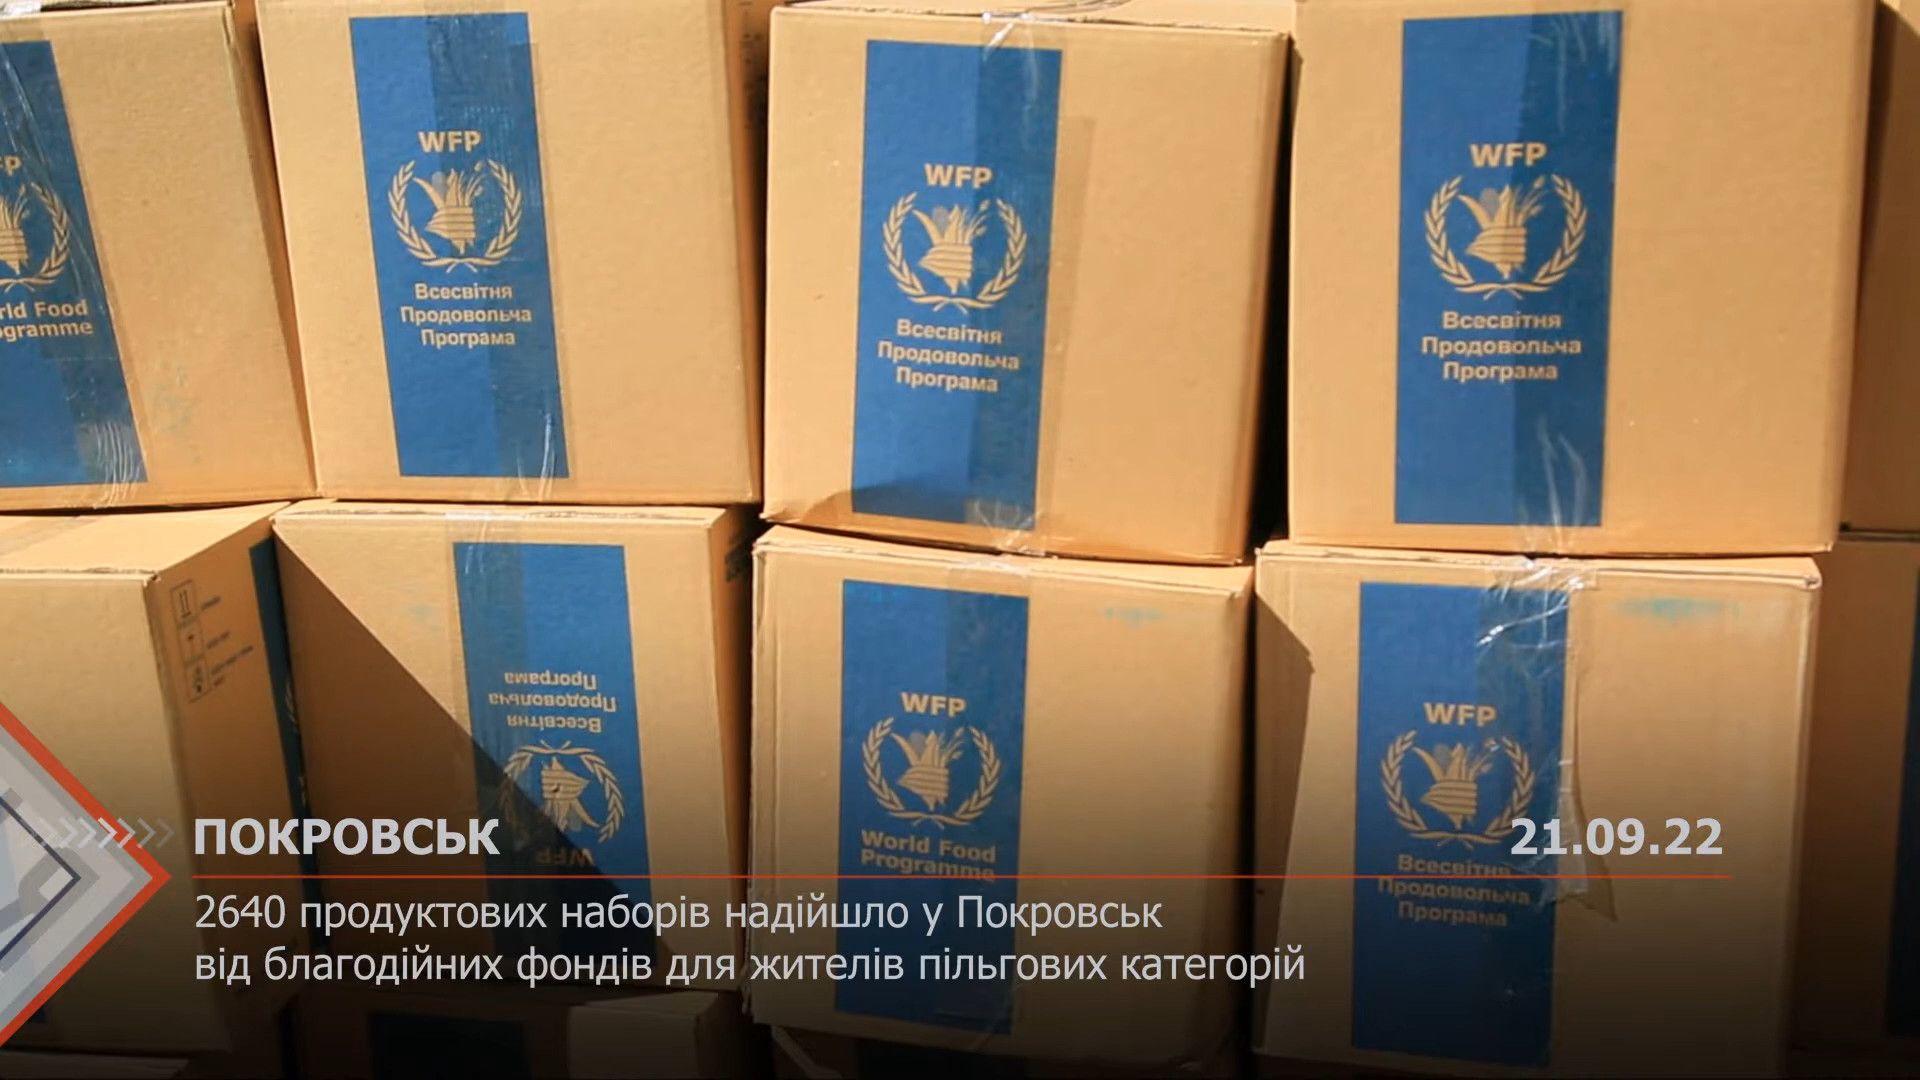 WFP
Всесвітня
Продовольча
Програма
WFP
Всесвітня
Продовольча
Програма
WFP
Всесвітня
Продовольча
Програма
Food
WFP
Всесвітня
Продовольча
Програма
WFP
World Food
Programme
WFP
Всесвітня
Продовольча
Програма
ПОКРОВСЬК
21.09.22
2640 продуктових наборів надійшло у Покровськ
від благодійних фондів для жителів пільгових категорій